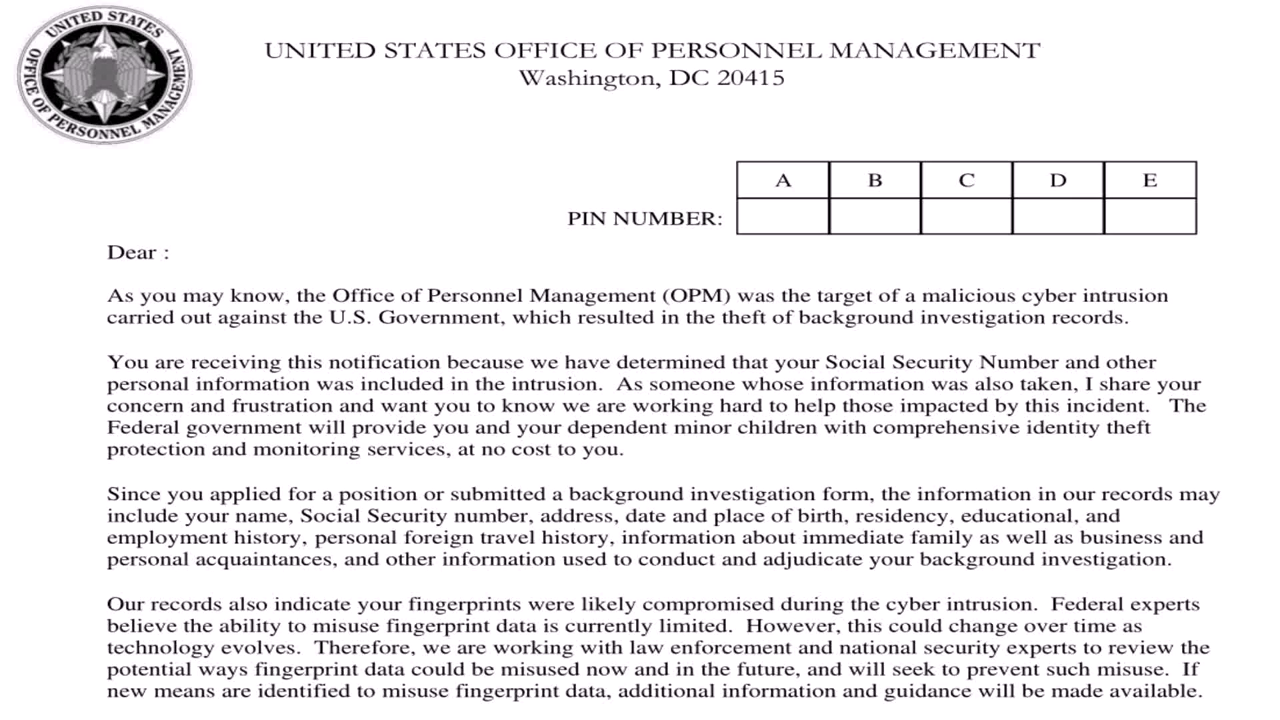 UNITED STATES
OFFICE OF PERSONNEL MANAGEMENT
UNITED STATES OFFICE OF PERSONNEL MANAGEMENT
Washington, DC 20415
A B C D E
PIN NUMBER:
Dear :
As you may know, the Office of Personnel Management (OPM) was the target of a malicious cyber intrusion
carried out against the U.S. Government, which resulted in the theft of background investigation records.
You are receiving this notification because we have determined that your Social Security Number and other
personal information was included in the intrusion.  As someone whose information was also taken, I share your
concern and frustration and want you to know we are working hard to help those impacted by this incident.   The
Federal government will provide you and your dependent minor children with comprehensive identity theft
protection and monitoring services, at no cost to you.
Since you applied for a position or submitted a background investigation form, the information in our records may
include your name, Social Security number, address, date and place of birth, residency, educational, and
employment history, personal foreign travel history, information about immediate family as well as business and
personal acquaintances, and other information used to conduct and adjudicate your background investigation.
Our records also indicate your fingerprints were likely compromised during the cyber intrusion.  Federal experts
believe the ability to misuse fingerprint data is currently limited.  However, this could change over time as
technology evolves.  Therefore, we are working with law enforcement and national security experts to review the
potential ways fingerprint data could be misused now and in the future, and will seek to prevent such misuse.  If
new means are identified to misuse fingerprint data, additional information and guidance will be made available.